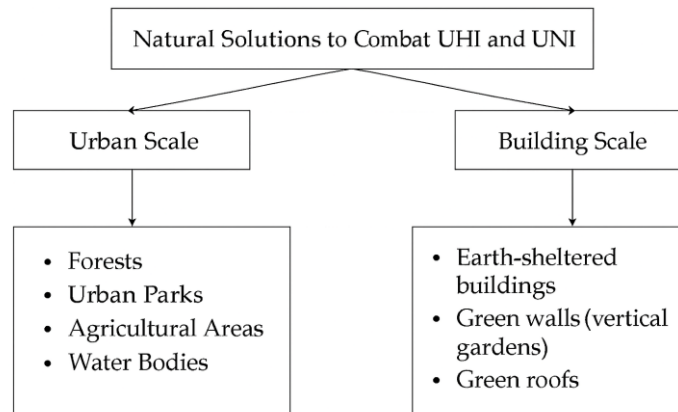 Natural Solutions to Combat UHI and UNI
Urban Scale
Building Scale
• Forests
• Urban Parks
• Agricultural Areas
• Water Bodies
• Earth-sheltered
buildings
• Green walls (vertical
gardens)
• Green roofs